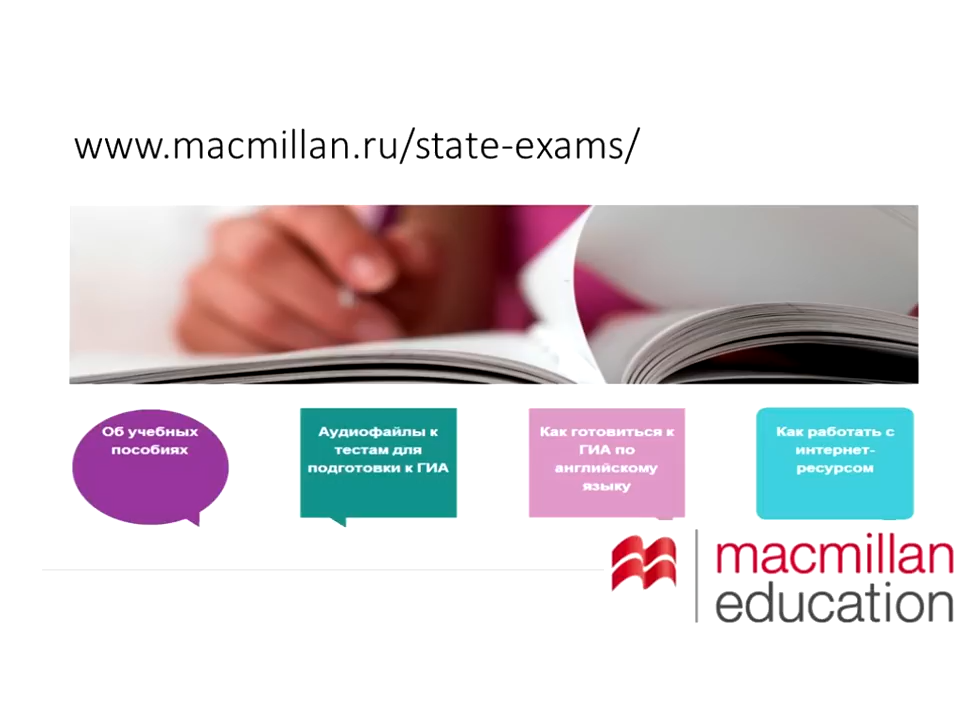 www.macmillan.ru/state-exams/
Об учебных
пособиях
Аудиофайлы к
тестам для
подготовки к ГИА
Как готовиться к
ГИА по
английскому
языку
Как работать с
интернет-
ресурсом
macmillan
education